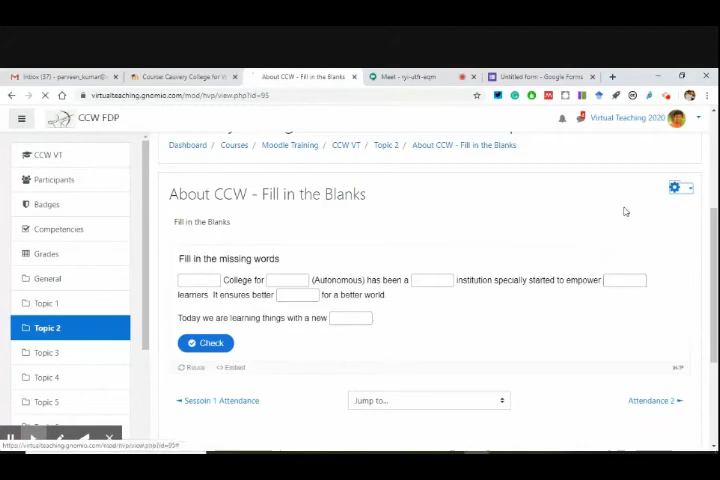 Inbox (37) - parveen_kumar@
Course: Cauvery College for W
About CCW - Fill in the Blanks
Meet - ryi-utfr-eqm
Untitled form - Google Forms
virtualteaching.gnomio.com/mod/hvp/view.php?id=95
CCW FDP
Virtual Teaching 2020
Dashboard / Courses / Moodle Training / CCW VT / Topic 2 / About CCW - Fill in the Blanks
CCW VT
Participants
Badges
Competencies
Grades
General
Topic 1
Topic 2
Topic 3
Topic 4
Topic 5
About CCW - Fill in the Blanks
Fill in the Blanks
Fill in the missing words
College for (Autonomous) has been a institution specially started to empower
learners. It ensures better for a better world.
Today we are learning things with a new .
Check
Reuse <> Embed
H5P
◄ Sessoin 1 Attendance
Jump to...
Attendance 2 ►
https://virtualteaching.gnomio.com/mod/hvp/view.php?id=95#